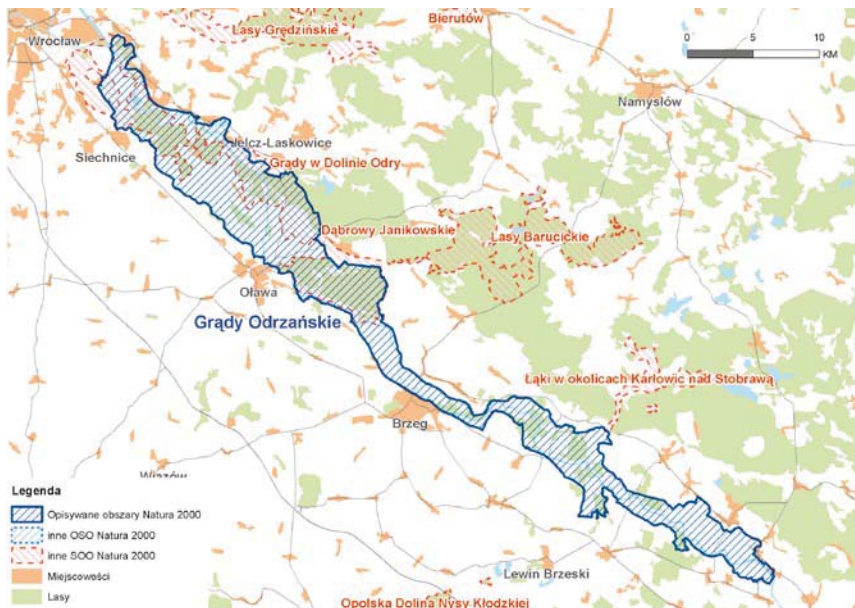 Bierutów
Lasy Grędzińskie
Wrocław
0 5 10
KM
Namysłów
Siechnice
Jelcz-Laskowice
Grądy w Dolinie Odry
Dąbrowy Janikowskie
Lasy Barucickie
Oława
Grądy Odrzańskie
Łąki w okolicach Karłowic nad Stobrawą
Brzeg
Wiązów
Legenda
Opisywane obszary Natura 2000
inne OSO Natura 2000
inne SOO Natura 2000
Miejscowości
Lasy
Lewin Brzeski
Opolska Dolina Nysy Kłodzkiej